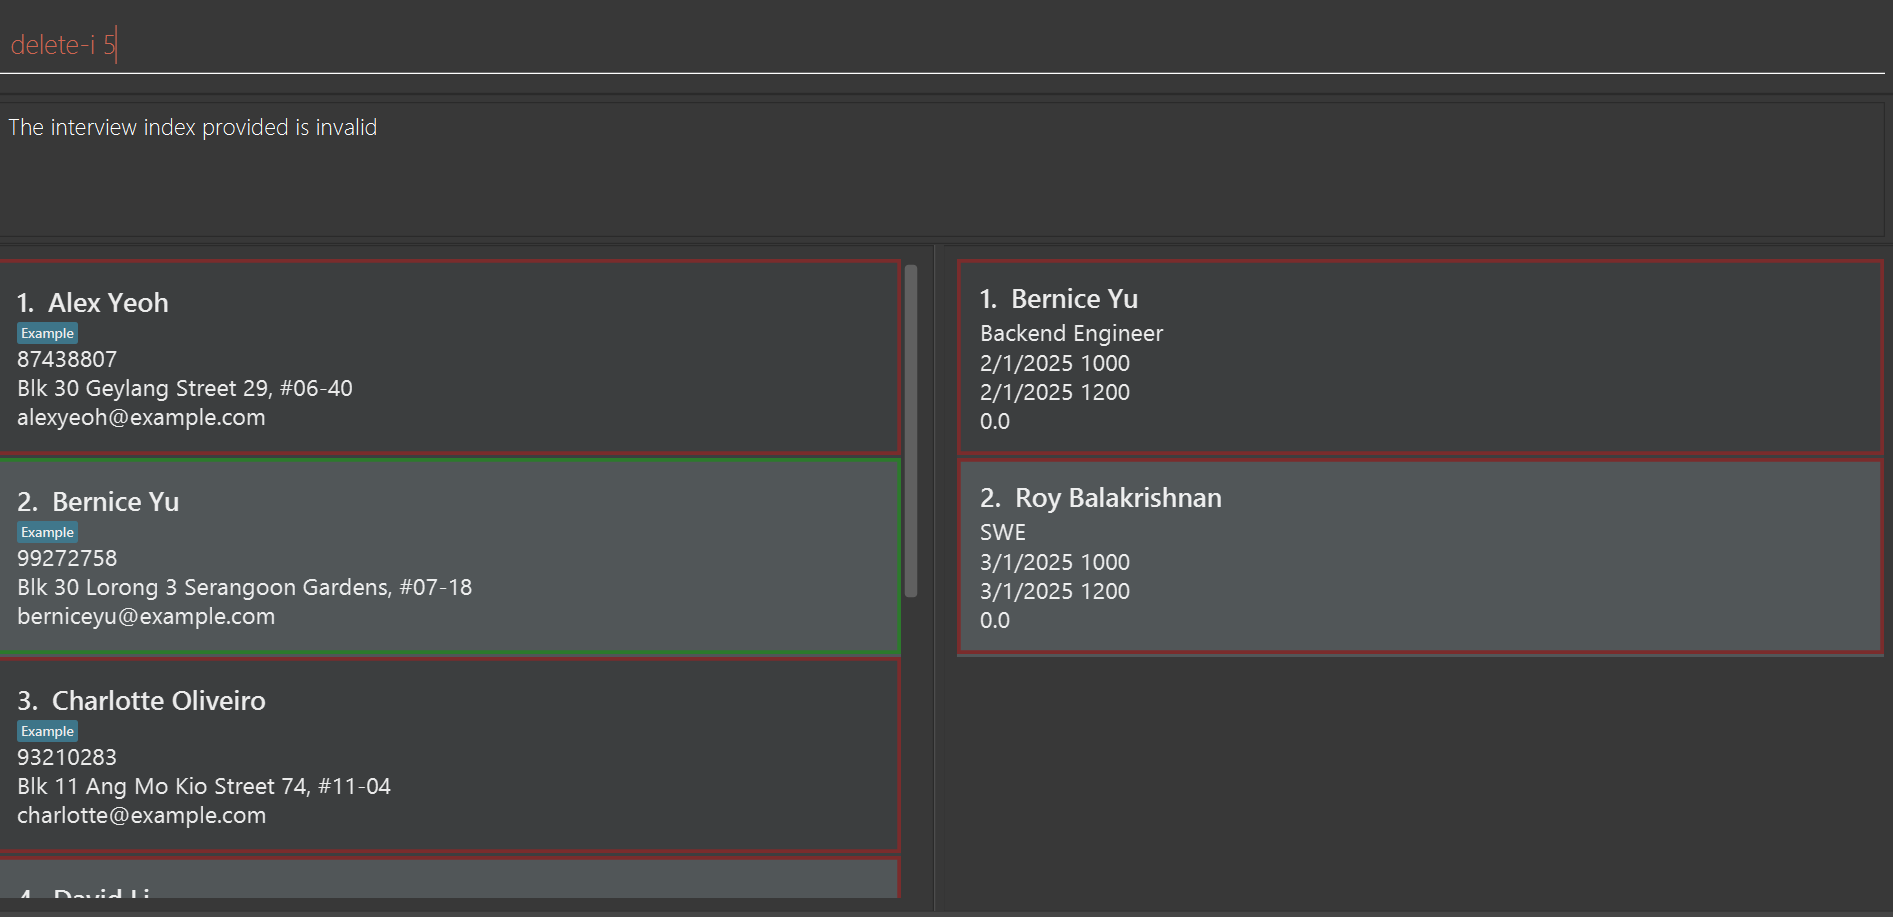 delete-i 5
The interview index provided is invalid
1. Alex Yeoh
Example
87438807
Blk 30 Geylang Street 29, #06-40
alexyeoh@example.com
2. Bernice Yu
Example
99272758
Blk 30 Lorong 3 Serangoon Gardens, #07-18
berniceyu@example.com
3. Charlotte Oliveiro
Example
93210283
Blk 11 Ang Mo Kio Street 74, #11-04
charlotte@example.com
4. David Li
1. Bernice Yu
Backend Engineer
2/1/2025 1000
2/1/2025 1200
0.0
2. Roy Balakrishnan
SWE
3/1/2025 1000
3/1/2025 1200
0.0